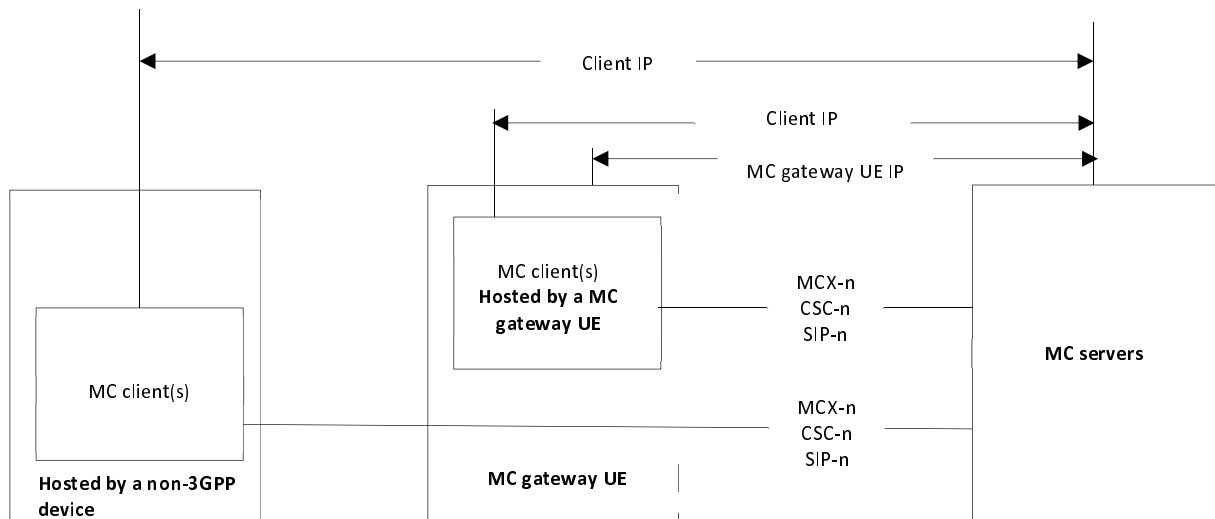 Client IP
Client IP
MC gateway UE IP
MC client(s)
Hosted by a MC
gateway UE
MCX-n
CSC-n
SIP-n
MC servers
MC client(s)
MCX-n
CSC-n
SIP-n
Hosted by a non-3GPP
device
MC gateway UE